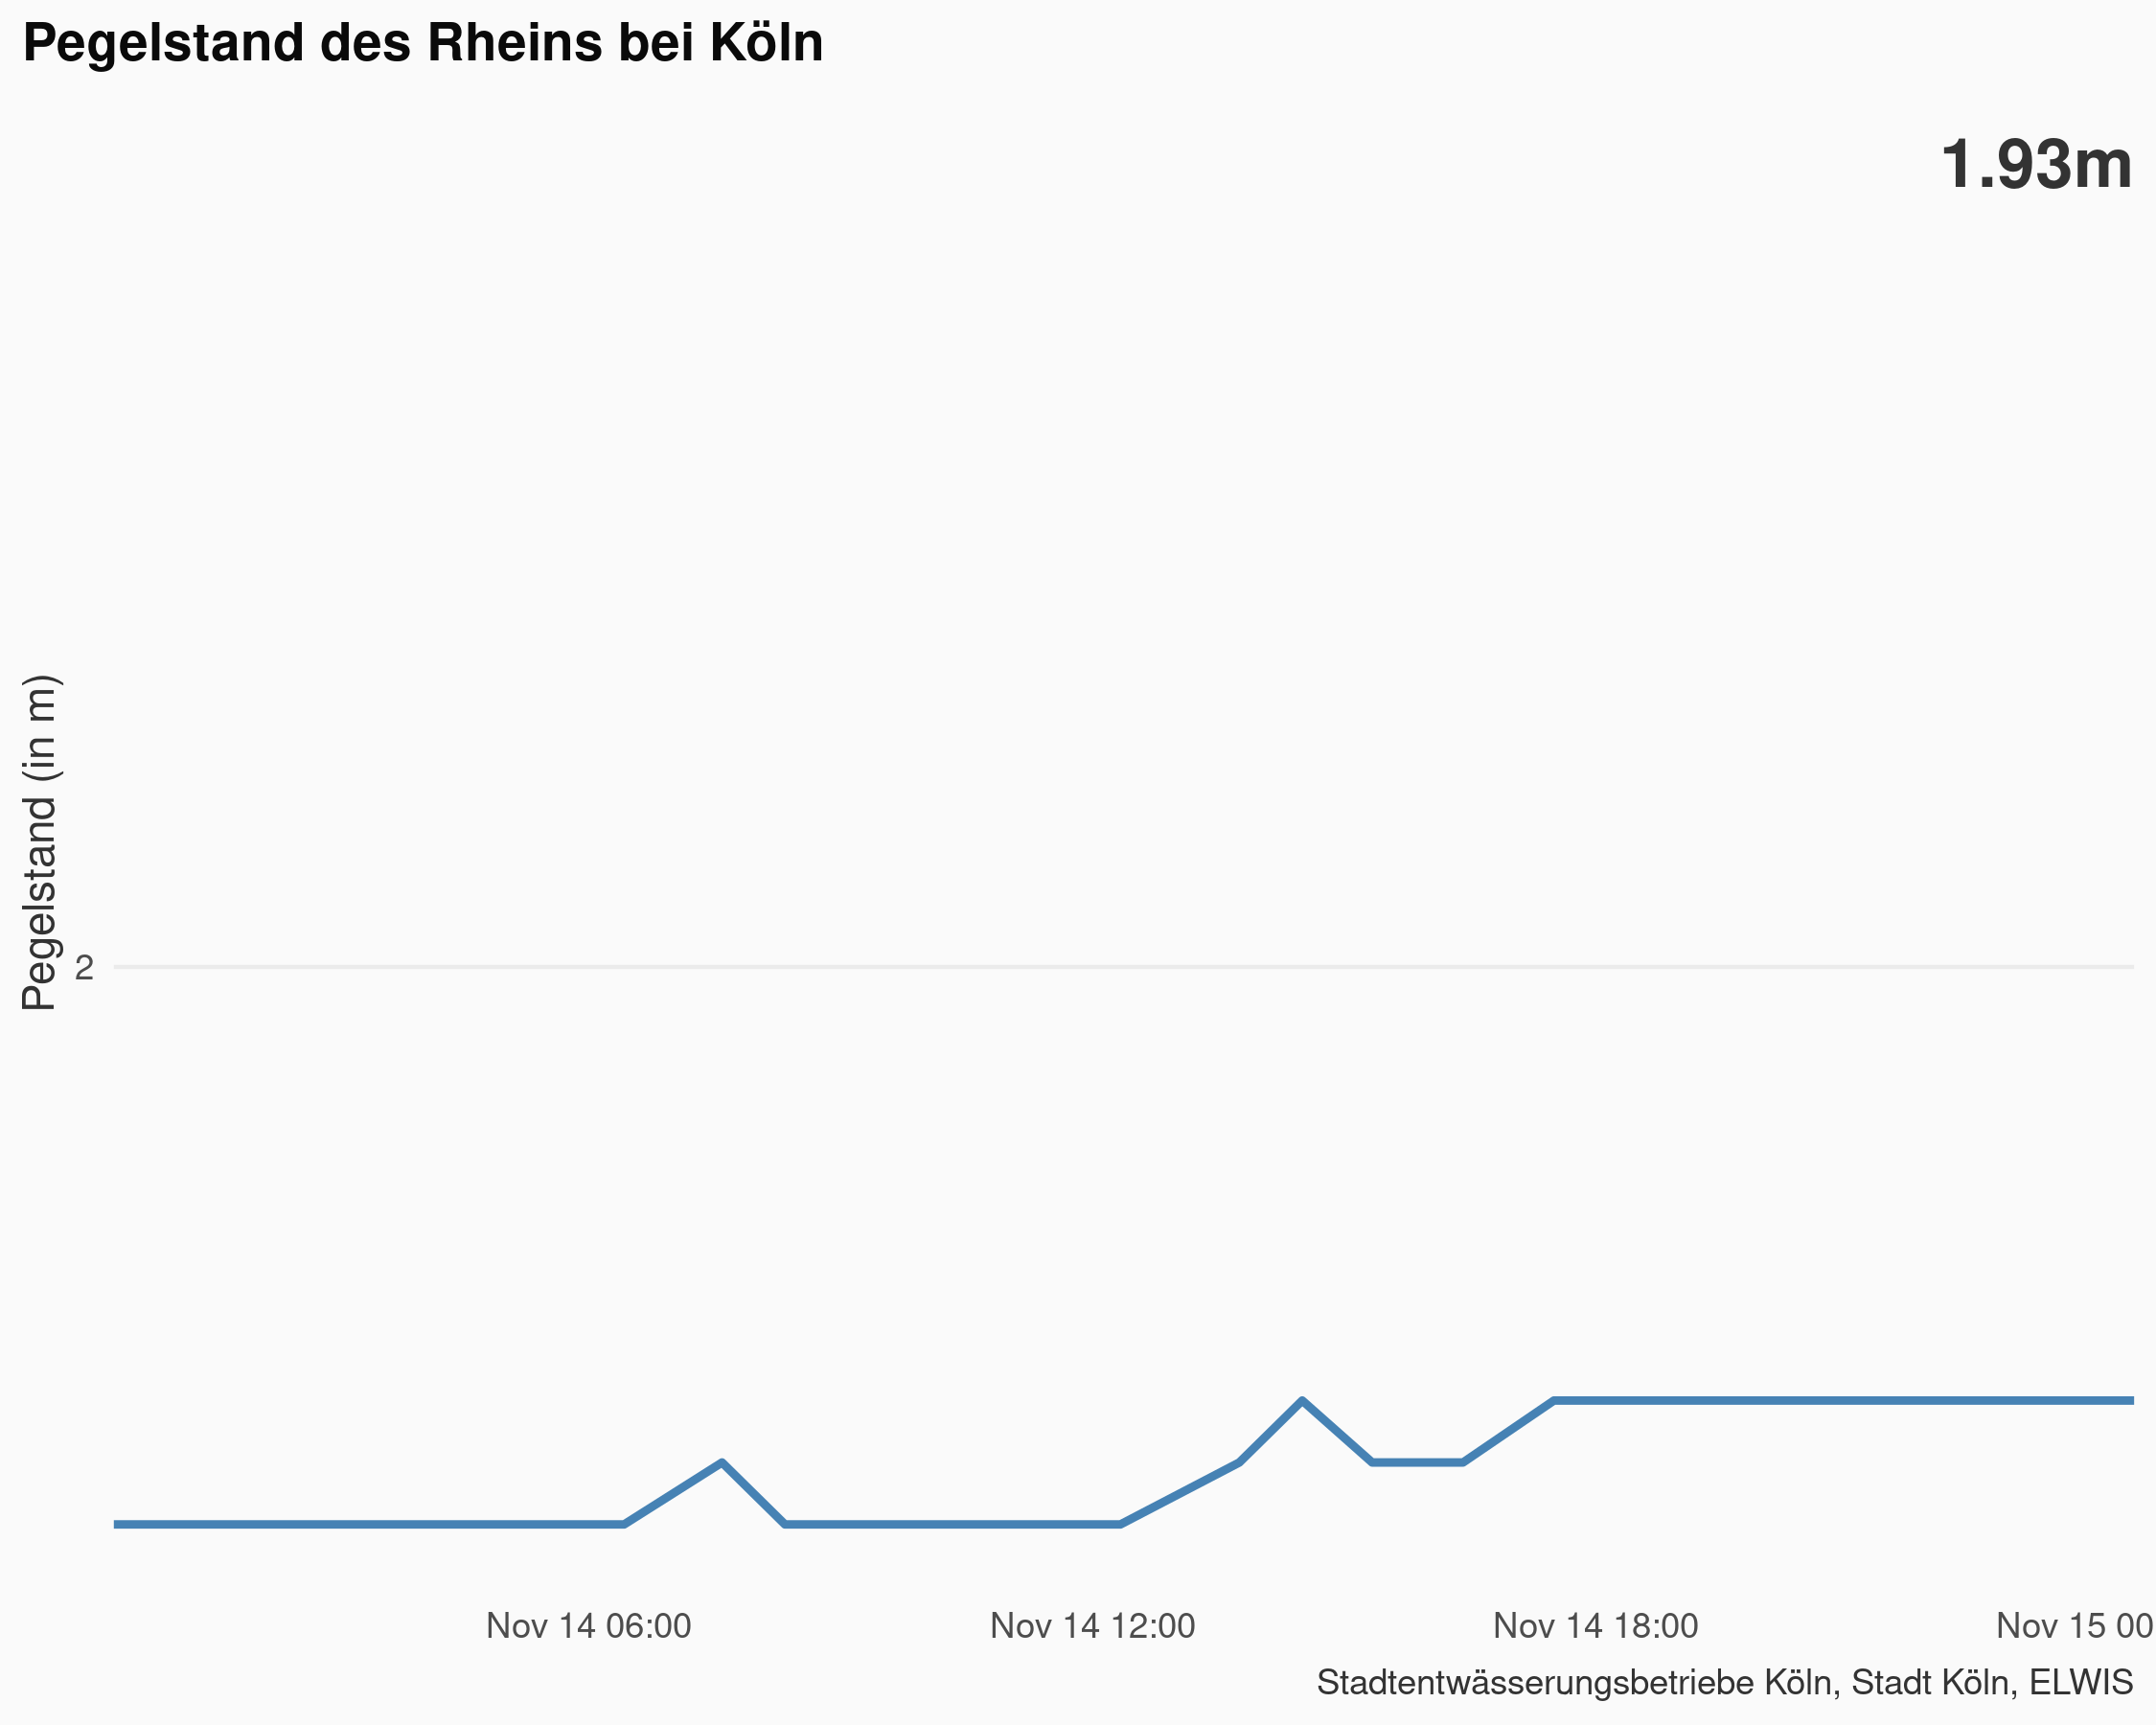 Pegelstand des Rheins bei Köln
1.93m
Pegelstand (in m)
2
Nov 14 06:00
Nov 14 12:00
Nov 14 18:00
Nov 15 00
Stadtentwässerungsbetriebe Köln, Stadt Köln, ELWIS